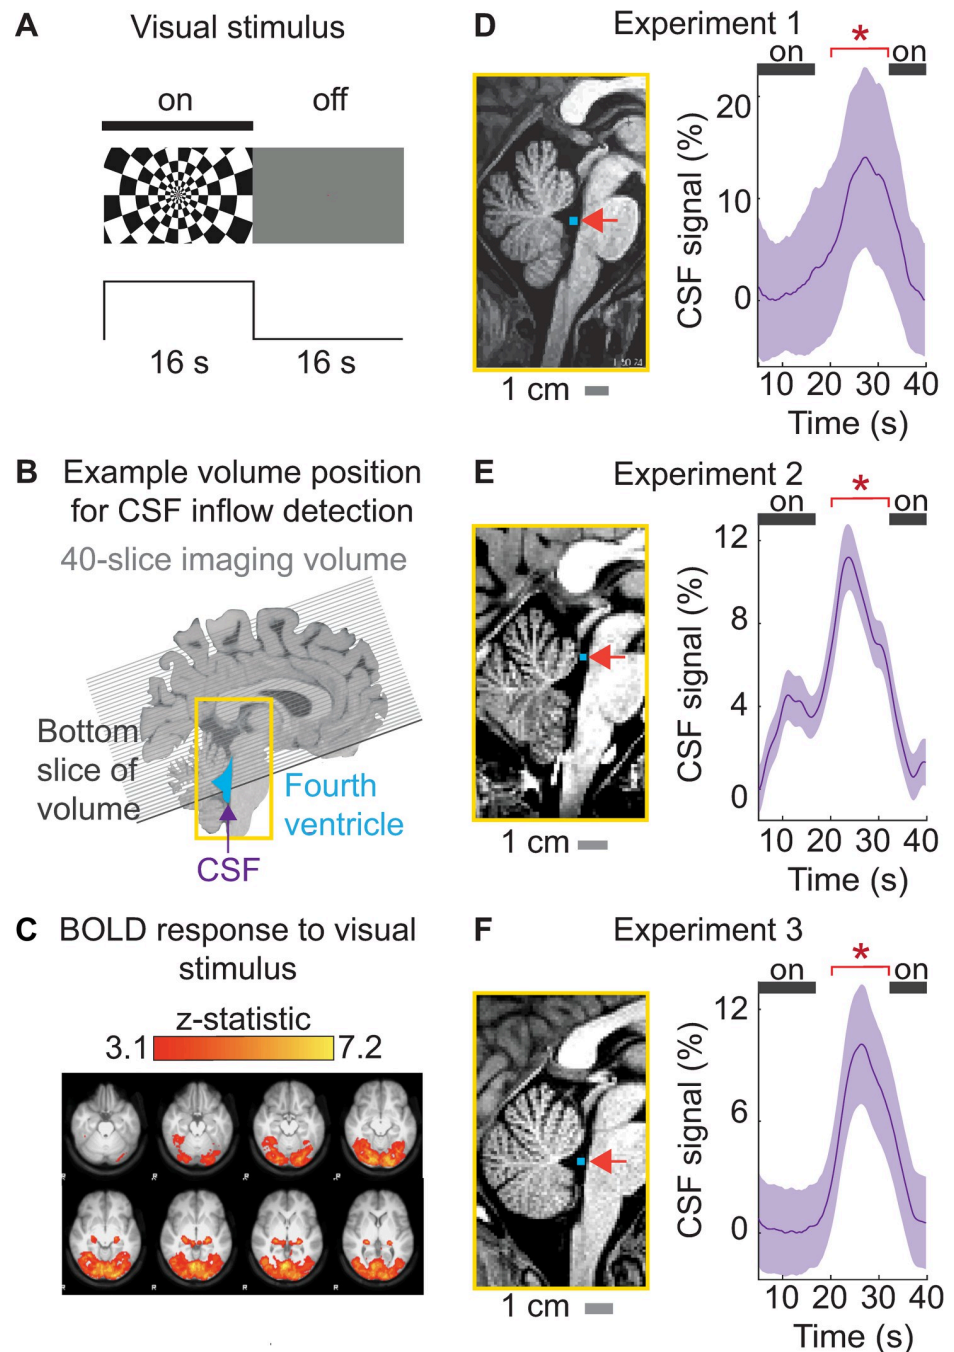 A Visual stimulus
on off
16 s 16 s
B Example volume position
for CSF inflow detection
40-slice imaging volume
Bottom
slice of
volume
Fourth
ventricle
CSF
C BOLD response to visual
stimulus
z-statistic
3.1 7.2
R R R R
R R R R
D Experiment 1
*
on on
20
10
0
CSF signal (%)
10 20 30 40
Time (s)
1 cm
E Experiment 2
*
on on
12
8
4
0
CSF signal (%)
10 20 30 40
Time (s)
1 cm
F Experiment 3
*
on on
12
6
0
CSF signal (%)
10 20 30 40
Time (s)
1 cm